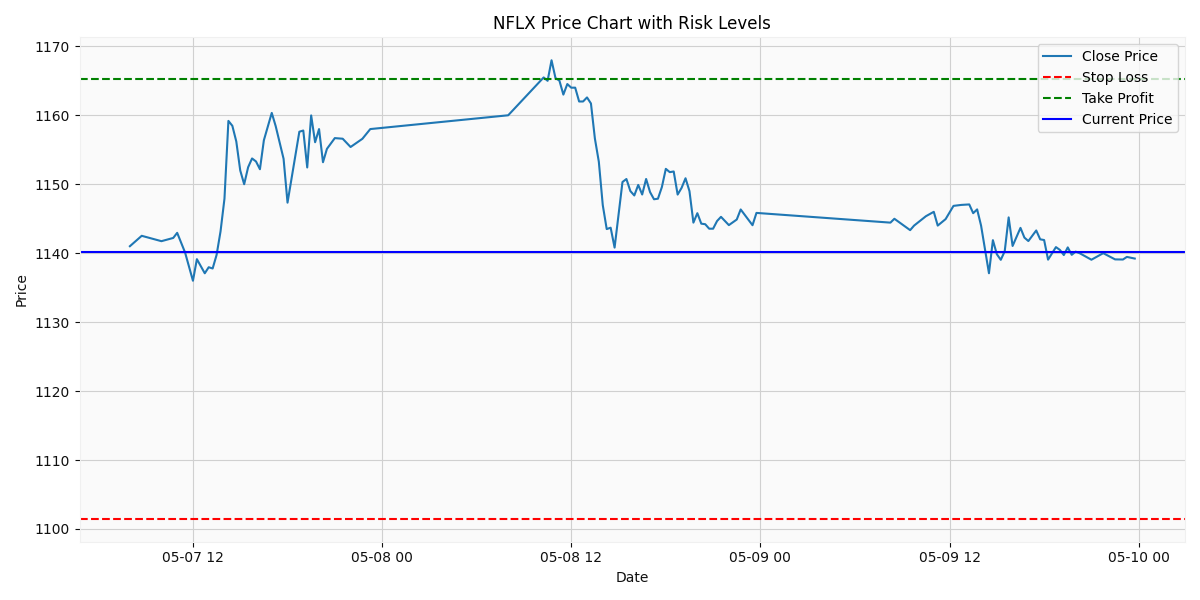 NFLX Price Chart with Risk Levels
1170
1160
1150
1140
1130
1120
1110
1100
Price
Close Price
Stop Loss
Take Profit
Current Price
05-07 12
05-08 00
05-08 12
05-09 00
05-09 12
05-10 00
Date